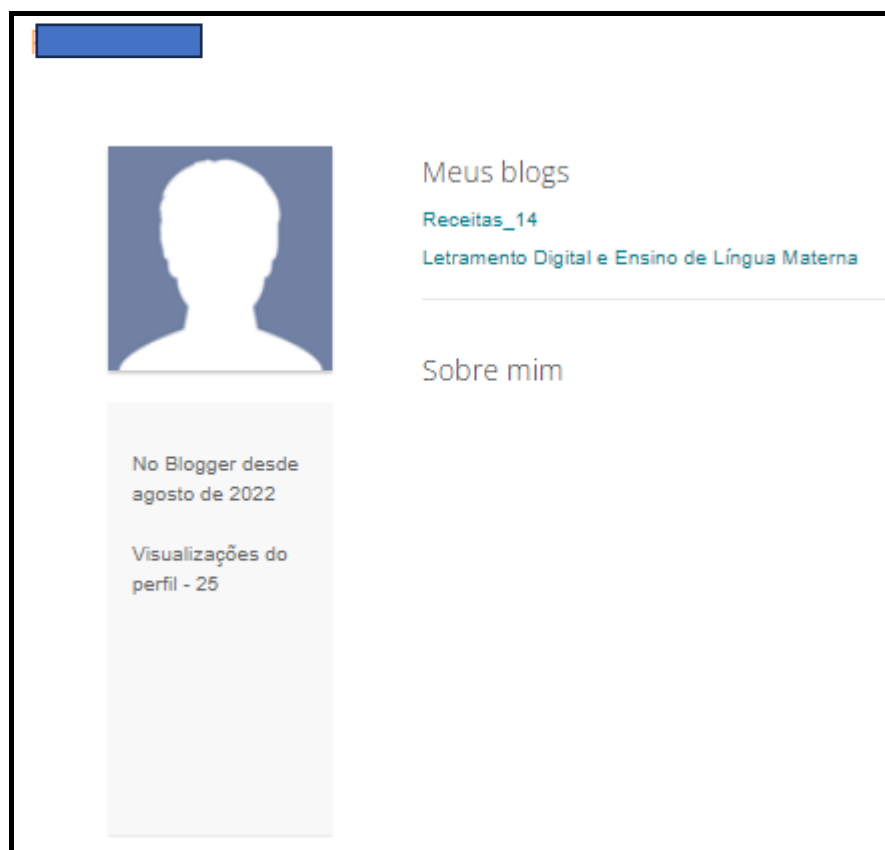 Meus blogs
Receitas_14
Letramento Digital e Ensino de Língua Materna
Sobre mim
No Blogger desde
agosto de 2022
Visualizações do
perfil - 25